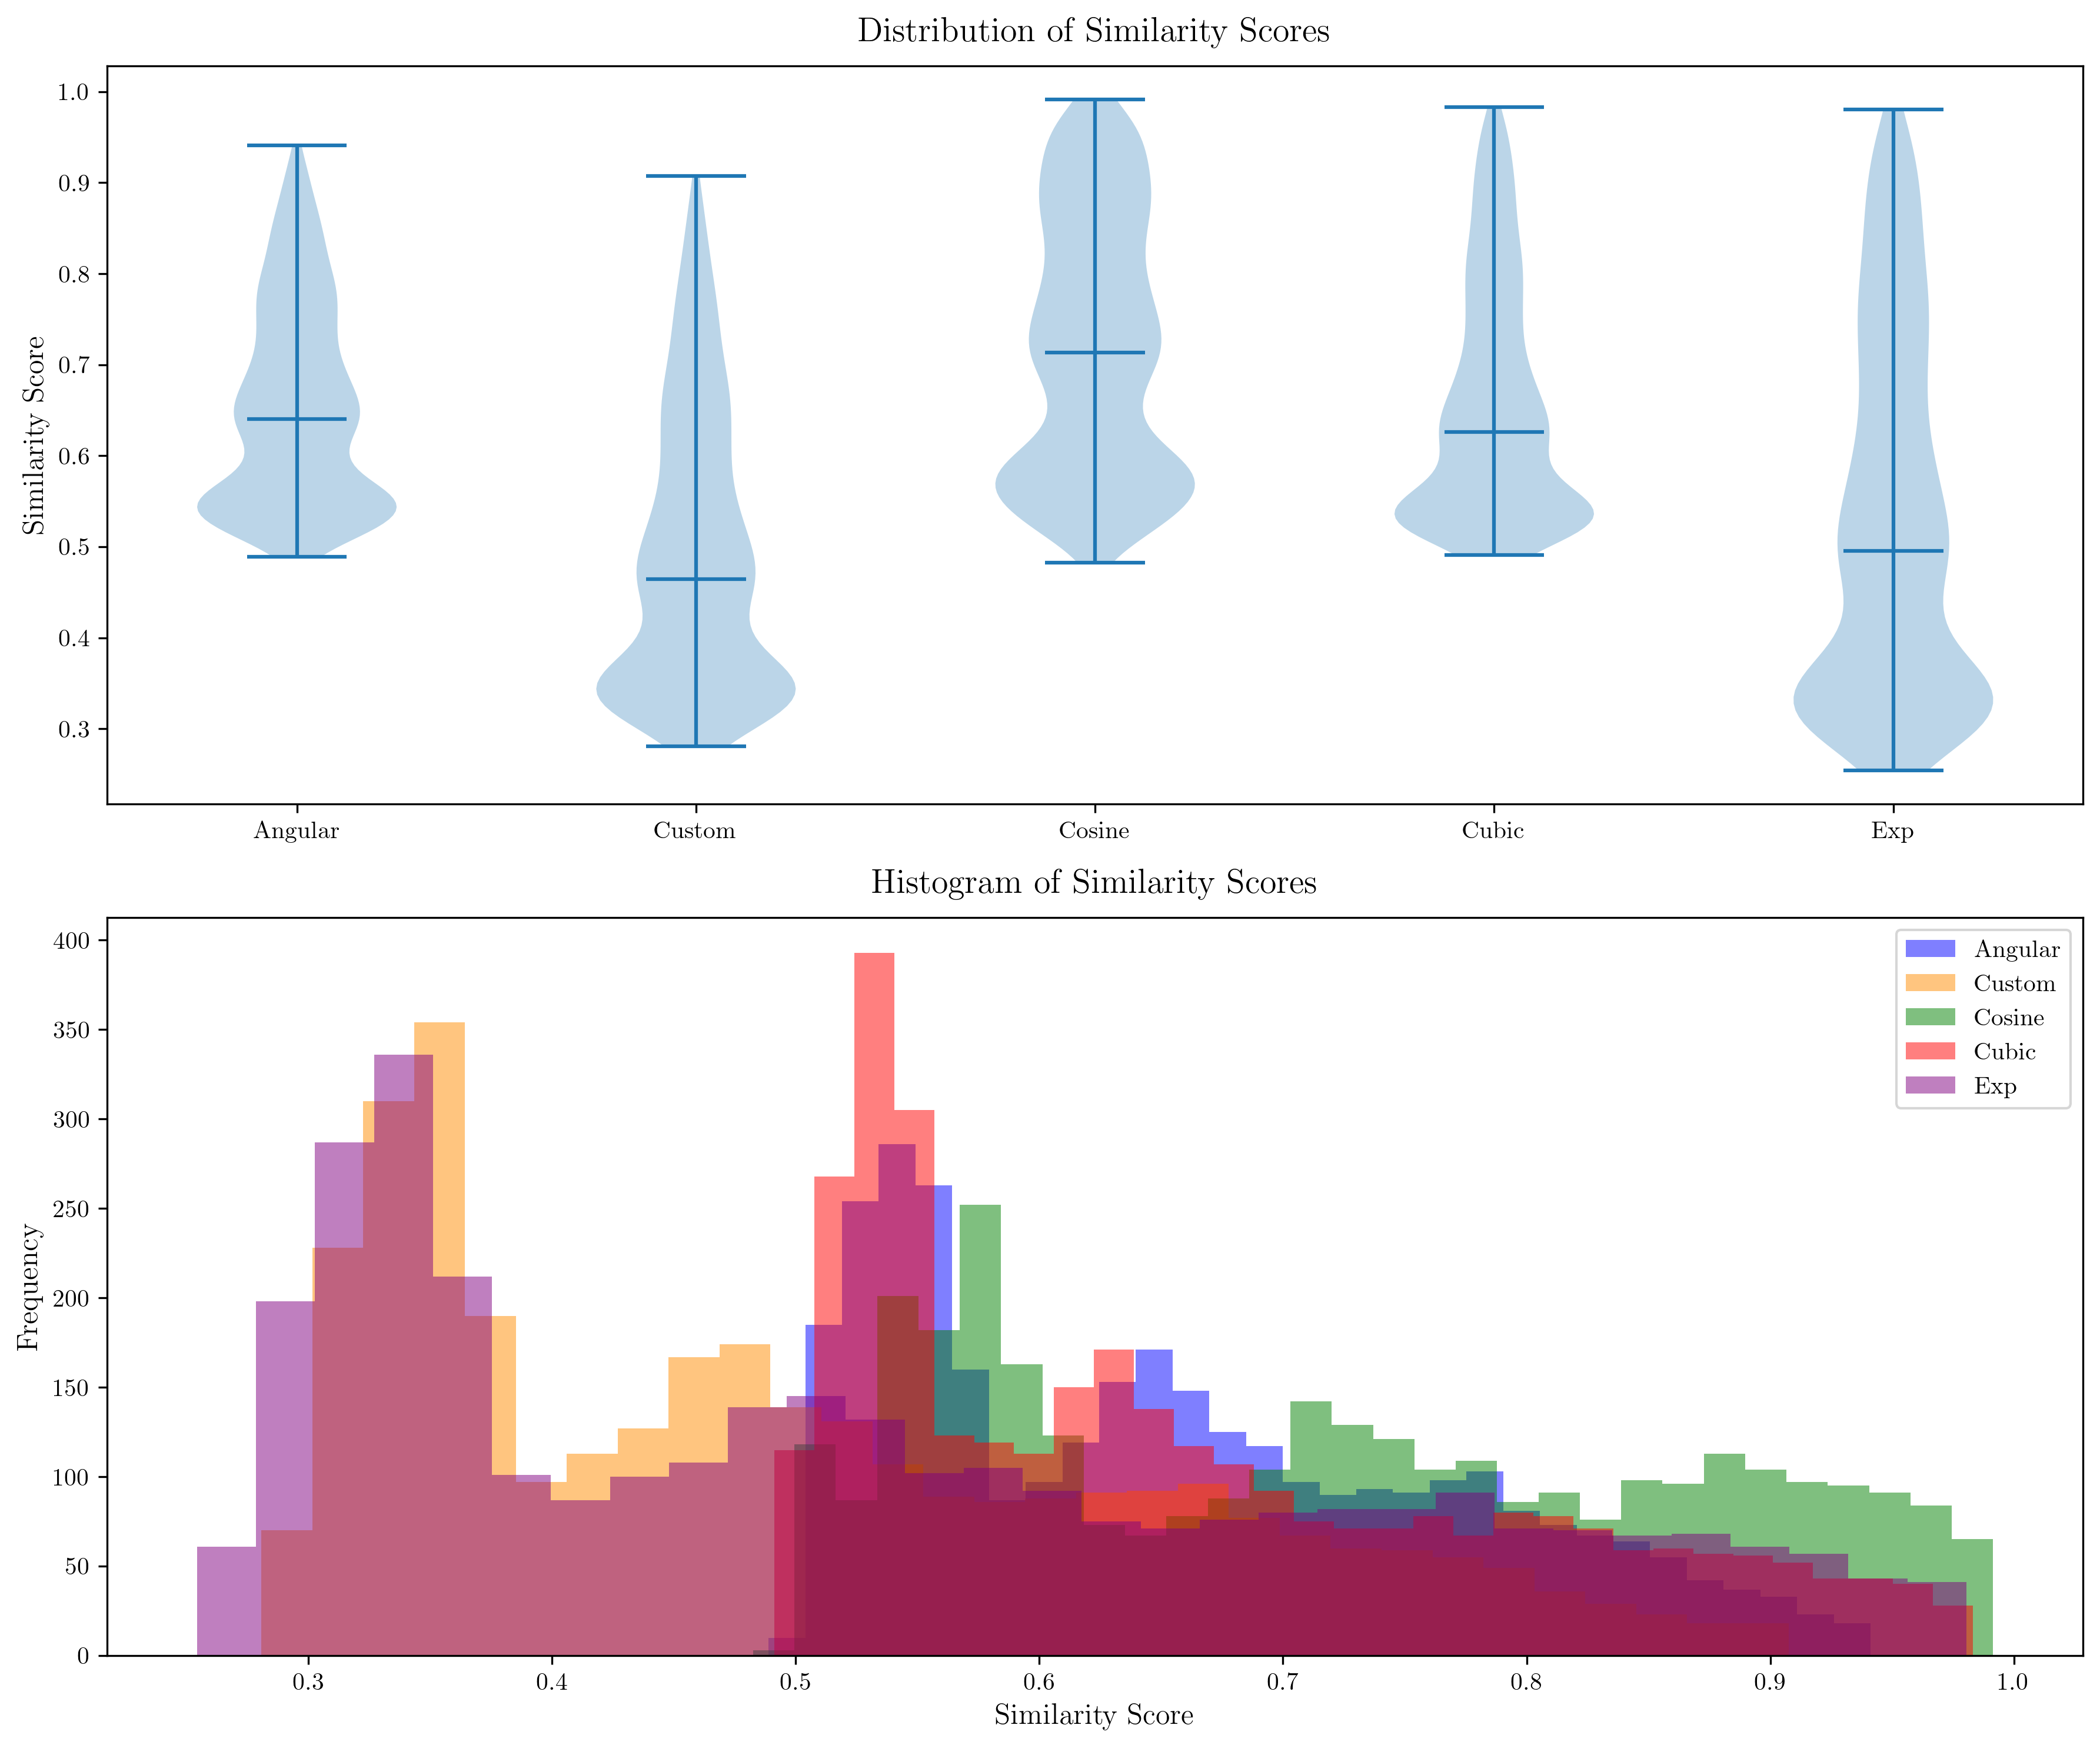 Distribution of Similarity Scores
1.0
0.9
0.8
0.7
0.6
0.5
0.4
0.3
Similarity Score
Angular Custom Cosine Cubic Exp
Histogram of Similarity Scores
400
350
300
250
200
150
100
50
0
Frequency
Angular
Custom
Cosine
Cubic
Exp
0.3 0.4 0.5 0.6 0.7 0.8 0.9 1.0
Similarity Score